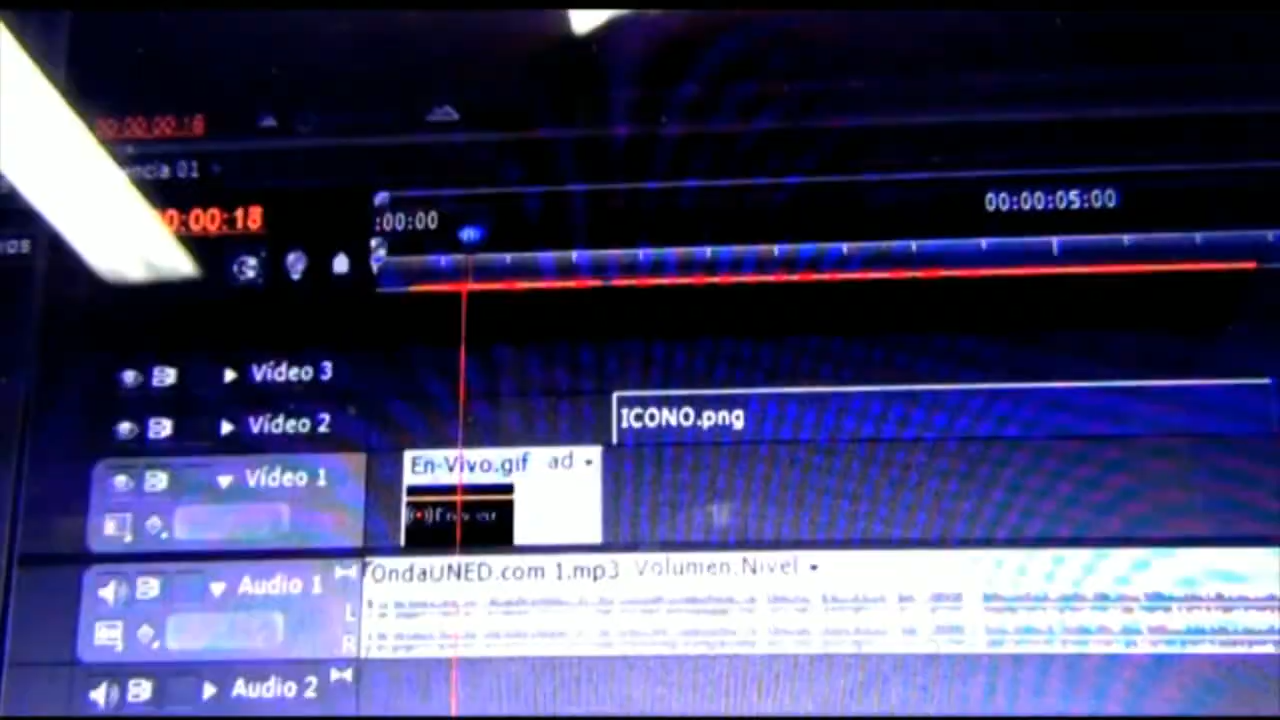 00:00:00:18
encia 01
0:00:18
:00:00
00:00:05:00
Vídeo 3
Vídeo 2
ICONO.png
Vídeo 1
En-Vivo.gif ad
Audio 1
OndaUNED.com 1.mp3 Volumen:Nivel
L
R
Audio 2